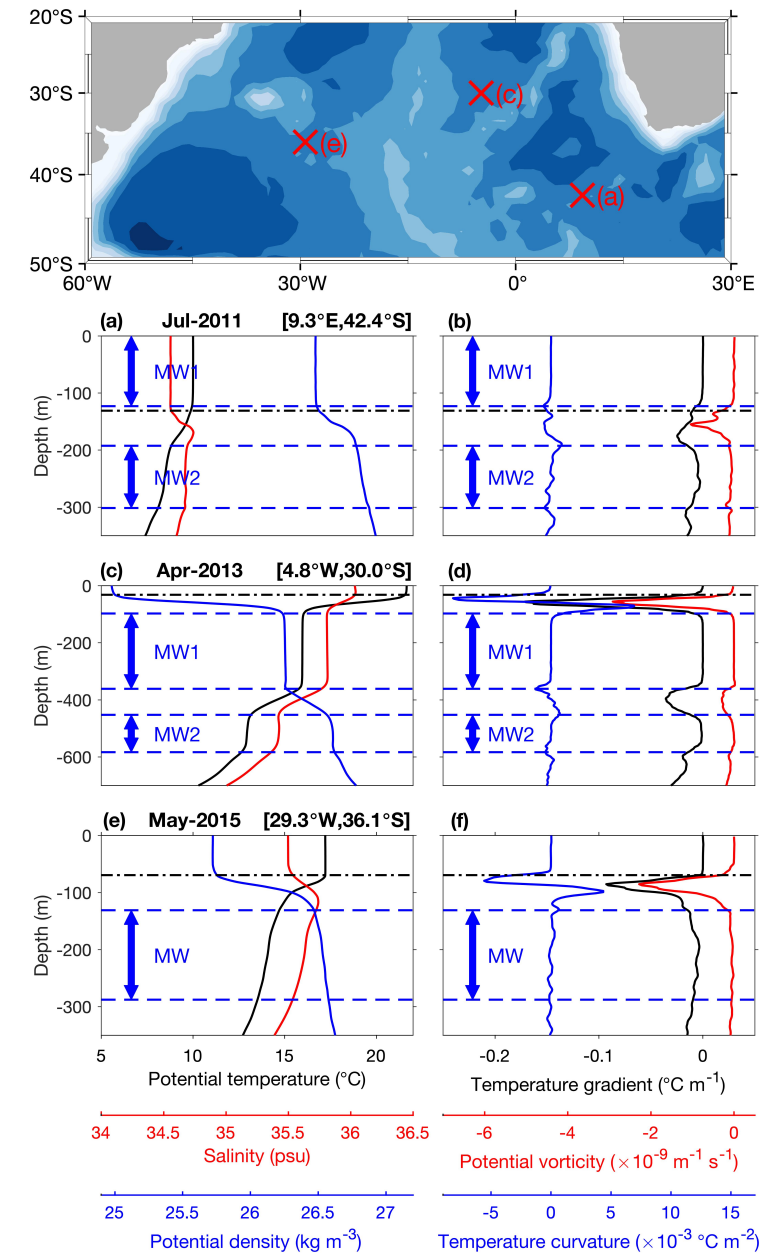 20°S
30°S
40°S
50°S
(c)
(e)
(a)
60°W 30°W 0° 30°E
(a) Jul-2011 [9.3°E,42.4°S] (b)
0
-100
-200
-300
Depth (m)
MW1
MW2
MW1
MW2
(c) Apr-2013 [4.8°W,30.0°S] (d)
0
-200
-400
-600
Depth (m)
MW1
MW2
MW1
MW2
(e) May-2015 [29.3°W,36.1°S] (f)
0
-100
-200
-300
Depth (m)
MW
MW
5 10 15 20
Potential temperature (°C)
-0.2 -0.1 0
Temperature gradient (°C m⁻¹)
34 34.5 35 35.5 36 36.5
Salinity (psu)
-6 -4 -2 0
Potential vorticity (×10⁻⁹ m⁻¹ s⁻¹)
25 25.5 26 26.5 27
Potential density (kg m⁻³)
-5 0 5 10 15
Temperature curvature (×10⁻³ °C m⁻²)